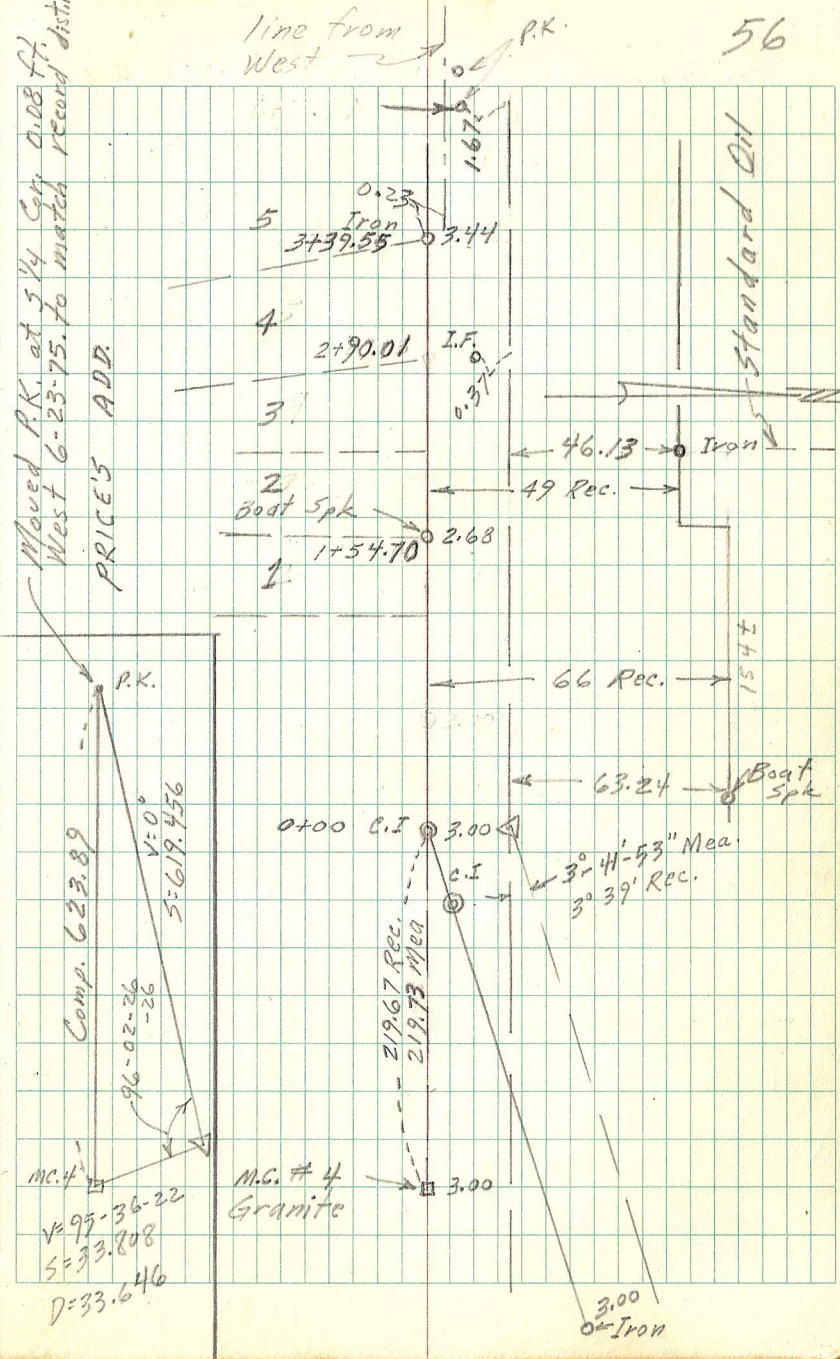 56
line from
West
P.K.
Moved P.K. at S 1/4 Cor. 0.08 ft.
West 6-23-75. to match record dist.
PRICE'S ADD.
1.67
0.23
5
Iron
3+39.55
3.44
4
2+90.01
I.F.
0.37
3
Standard Oil
46.13
Iron
49 Rec.
2
Boat Spk
2.68
1+54.70
1
66 Rec.
154±
63.24
Boat
Spk
0+00 C.I
3.00
C.I
3°-41'-53" Mea.
3° 39' Rec.
219.67 Rec.
219.73 Mea
M.C. # 4
Granite
3.00
3.00
Iron
P.K.
Comp. 623.89
V=0°
S=619.456
96-02-26
-26
MC.4
V=95-36-22
S=33.808
D=33.646